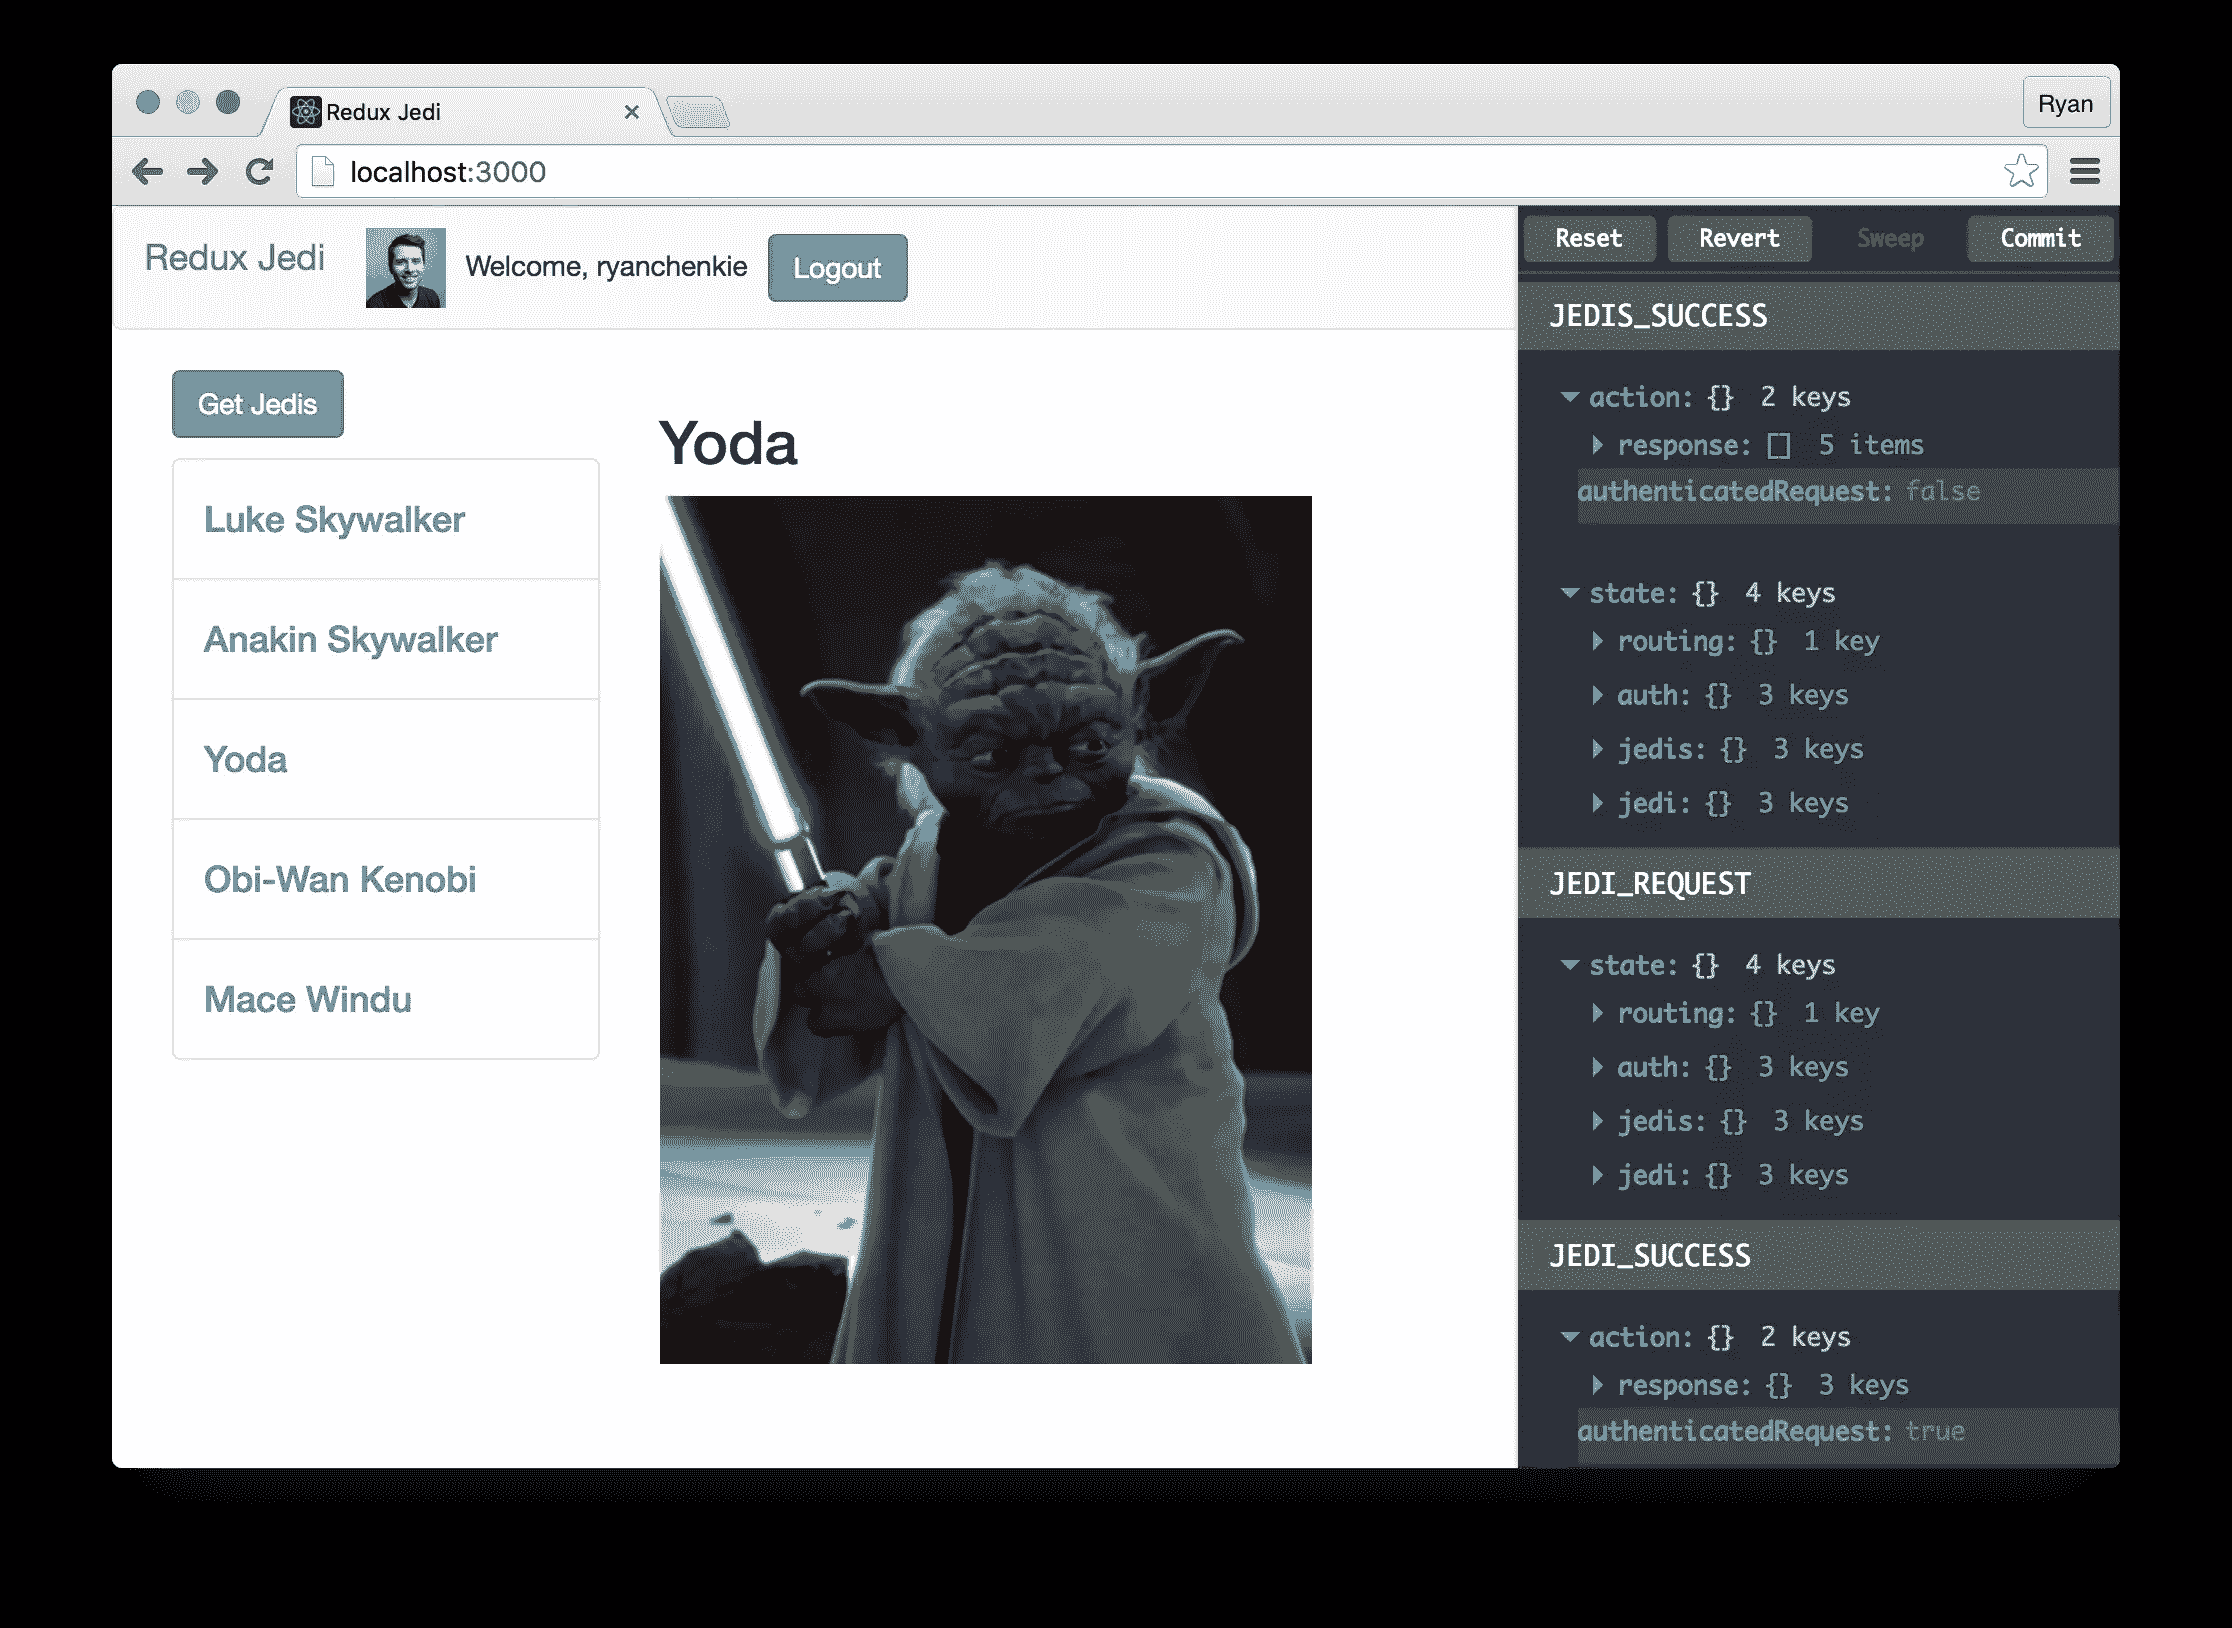 Redux Jedi
Ryan
localhost:3000
Redux Jedi
Welcome, ryanchenkie
Logout
Get Jedis
Luke Skywalker
Anakin Skywalker
Yoda
Obi-Wan Kenobi
Mace Windu
Yoda
Reset Revert Sweep Commit
JEDIS_SUCCESS
action: {} 2 keys
response: [] 5 items
authenticatedRequest: false
state: {} 4 keys
routing: {} 1 key
auth: {} 3 keys
jedis: {} 3 keys
jedi: {} 3 keys
JEDI_REQUEST
state: {} 4 keys
routing: {} 1 key
auth: {} 3 keys
jedis: {} 3 keys
jedi: {} 3 keys
JEDI_SUCCESS
action: {} 2 keys
response: {} 3 keys
authenticatedRequest: true